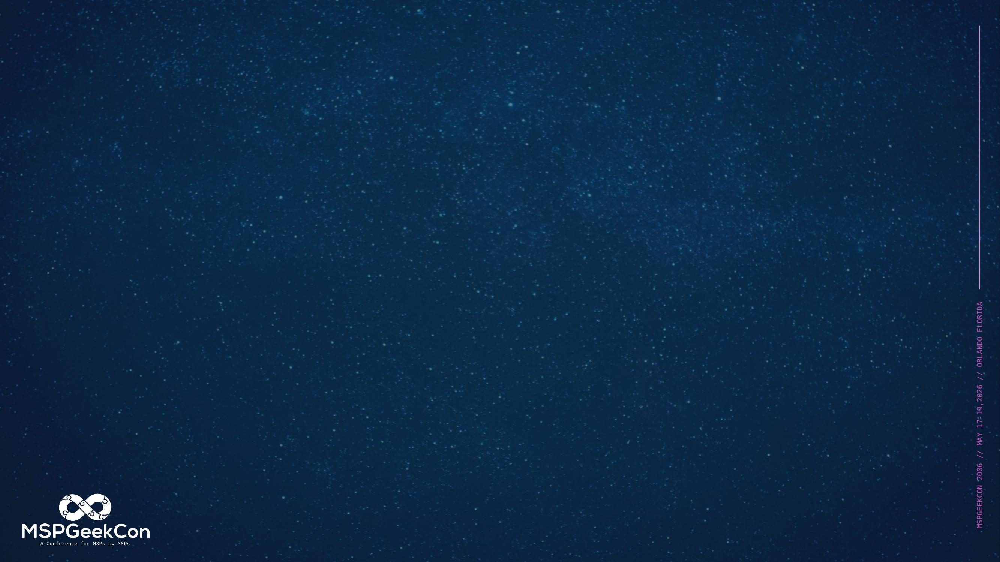 MSPGeekCon
A Conference for MSPs by MSPs
MSPGEEKCON 2006 // MAY 17-19,2026 // ORLANDO FLORIDA